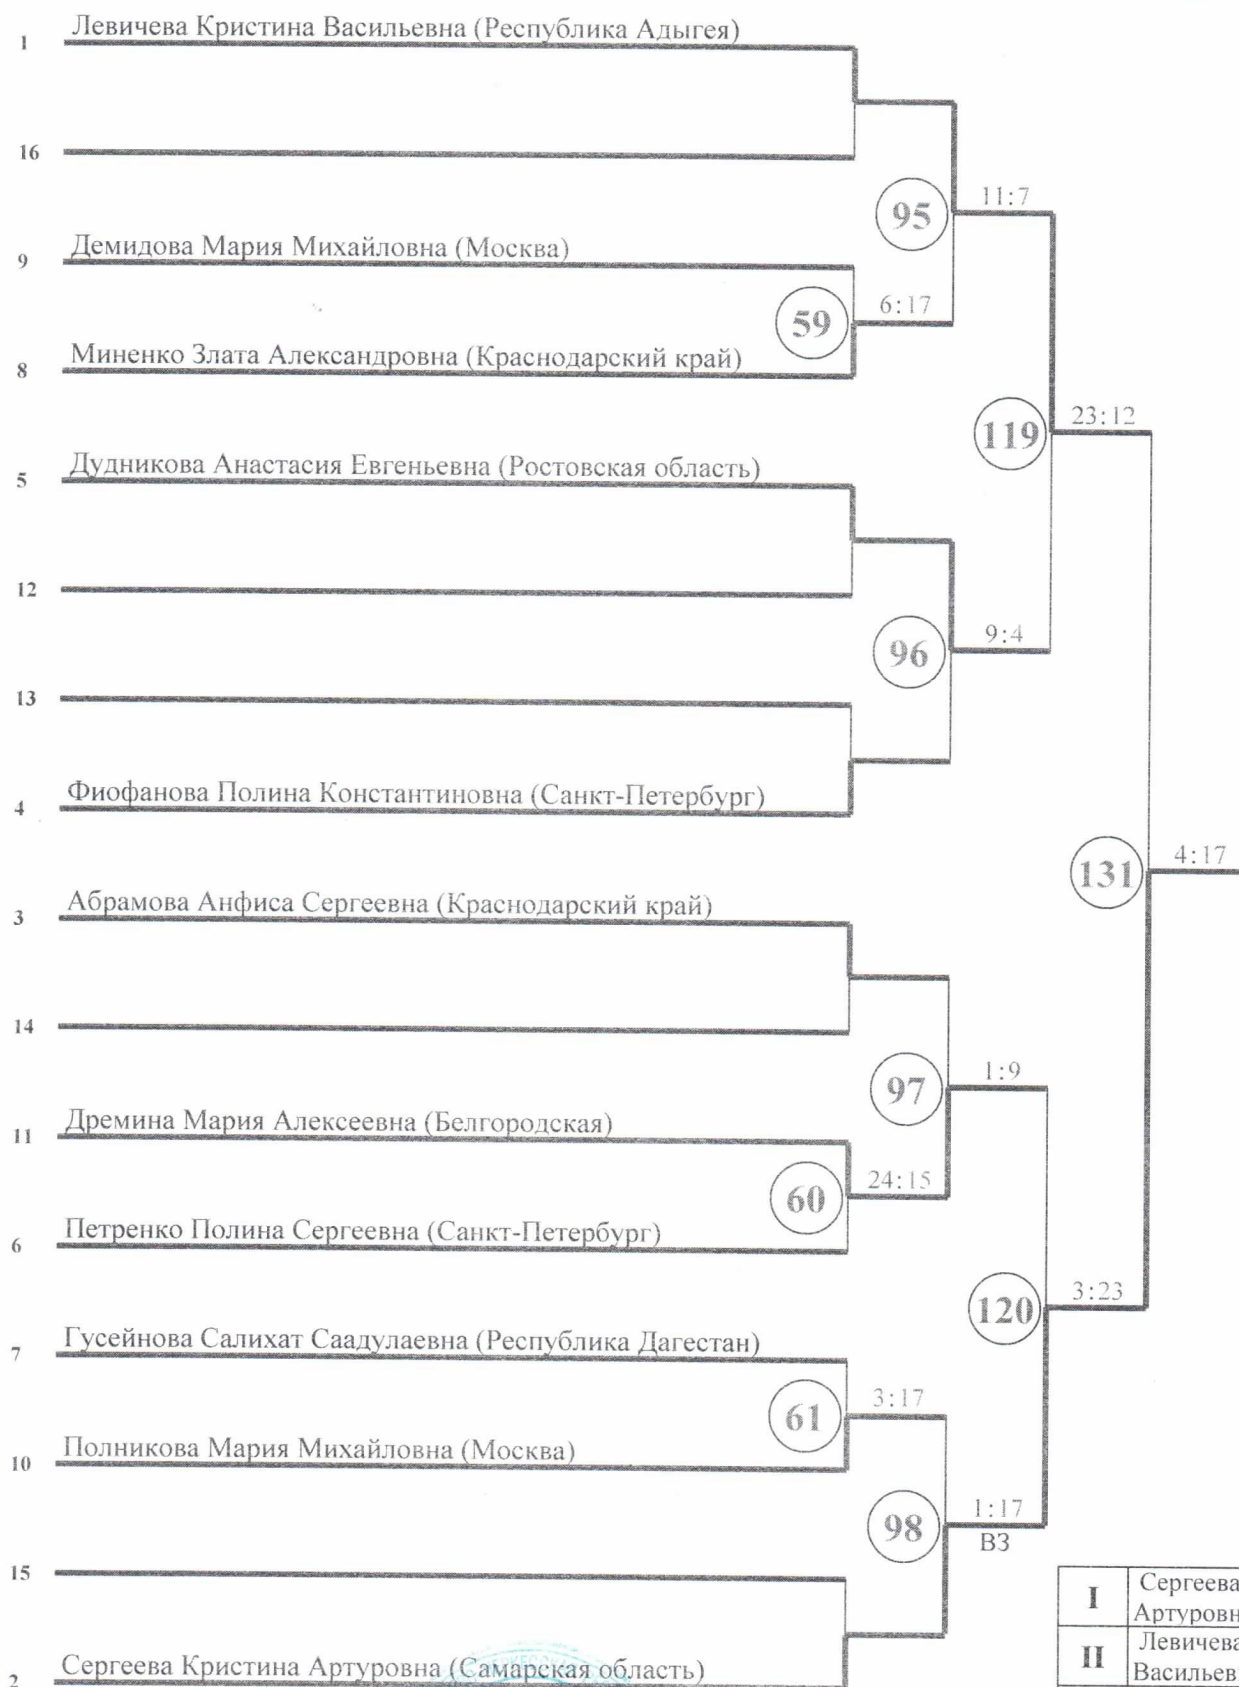 1 Левичева Кристина Васильевна (Республика Адыгея)
16
95 11:7
9 Демидова Мария Михайловна (Москва)
59 6:17
8 Миненко Злата Александровна (Краснодарский край)
119 23:12
5 Дудникова Анастасия Евгеньевна (Ростовская область)
12
96 9:4
13
4 Фиофанова Полина Константиновна (Санкт-Петербург)
131 4:17
3 Абрамова Анфиса Сергеевна (Краснодарский край)
14
97 1:9
11 Дремина Мария Алексеевна (Белгородская)
60 24:15
6 Петренко Полина Сергеевна (Санкт-Петербург)
120 3:23
7 Гусейнова Салихат Саадулаевна (Республика Дагестан)
61 3:17
10 Полникова Мария Михайловна (Москва)
98 1:17
ВЗ
15
I Сергеева
Артуровн
II Левичева
Васильев
2 Сергеева Кристина Артуровна (Самарская область)